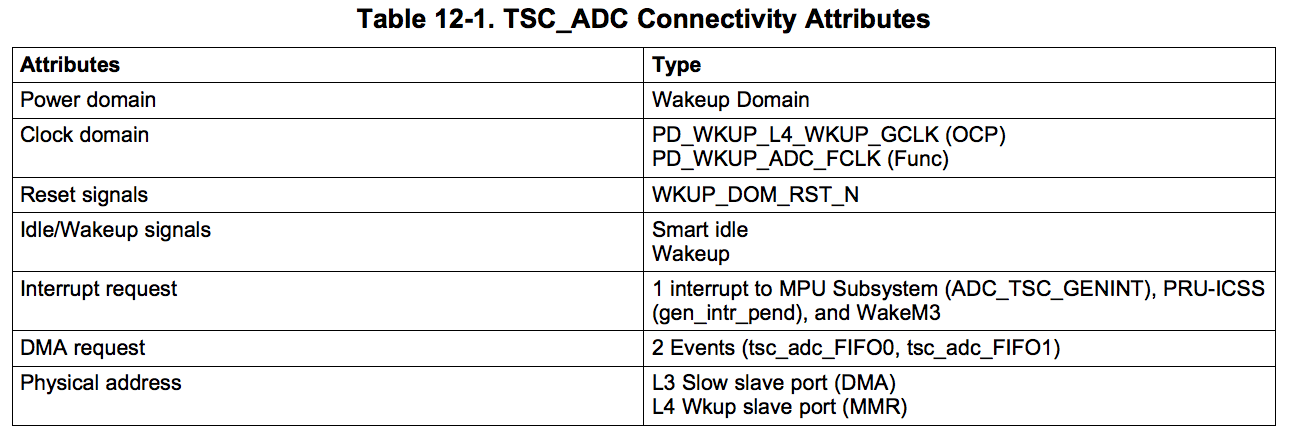 Table 12-1. TSC_ADC Connectivity Attributes
Attributes Type
Power domain Wakeup Domain
Clock domain PD_WKUP_L4_WKUP_GCLK (OCP)
PD_WKUP_ADC_FCLK (Func)
Reset signals WKUP_DOM_RST_N
Idle/Wakeup signals Smart idle
Wakeup
Interrupt request 1 interrupt to MPU Subsystem (ADC_TSC_GENINT), PRU-ICSS
(gen_intr_pend), and WakeM3
DMA request 2 Events (tsc_adc_FIFO0, tsc_adc_FIFO1)
Physical address L3 Slow slave port (DMA)
L4 Wkup slave port (MMR)